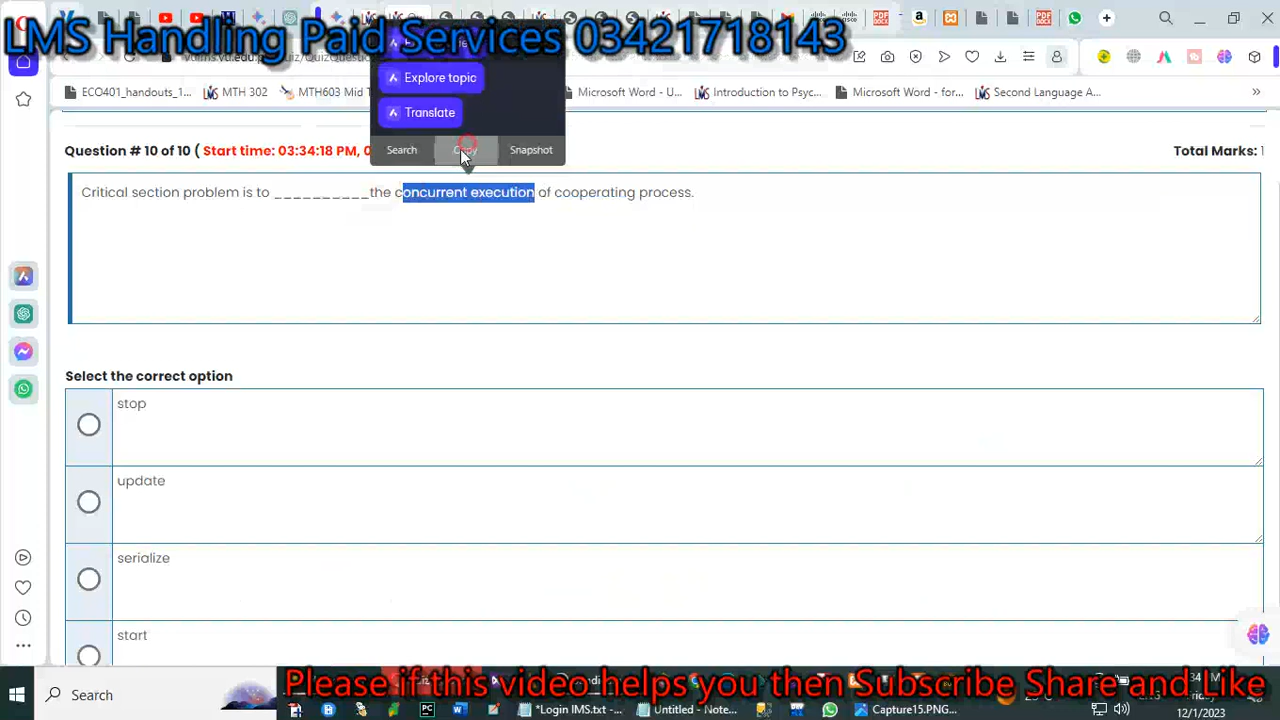 LMS Handling Paid Services 03421718143
Explore topic
Translate
Search Copy Snapshot
ECO401_handouts_1... MTH 302 MTH603 Mid T Microsoft Word - U... Introduction to Psyc... Microsoft Word - for... Second Language A...
Question # 10 of 10 ( Start time: 03:34:18 PM, 0 Total Marks: 1
Critical section problem is to __________the concurrent execution of cooperating process.
Select the correct option
stop
update
serialize
start
Search
Please if this video helps you then Subscribe Share and Like
*Login IMS.txt -... Untitled - Note... Capture15.PNG...
12/1/2023